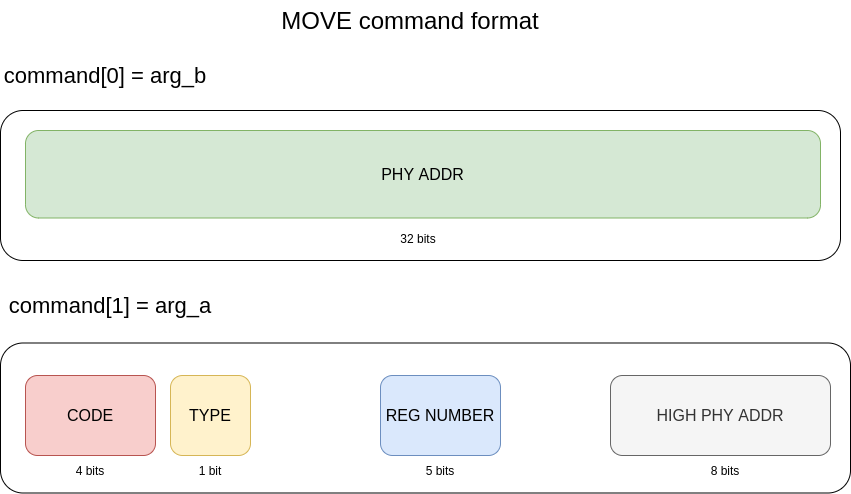 MOVE command format
command[0] = arg_b
PHY ADDR
32 bits
command[1] = arg_a
CODE
TYPE
REG NUMBER
HIGH PHY ADDR
4 bits
1 bit
5 bits
8 bits